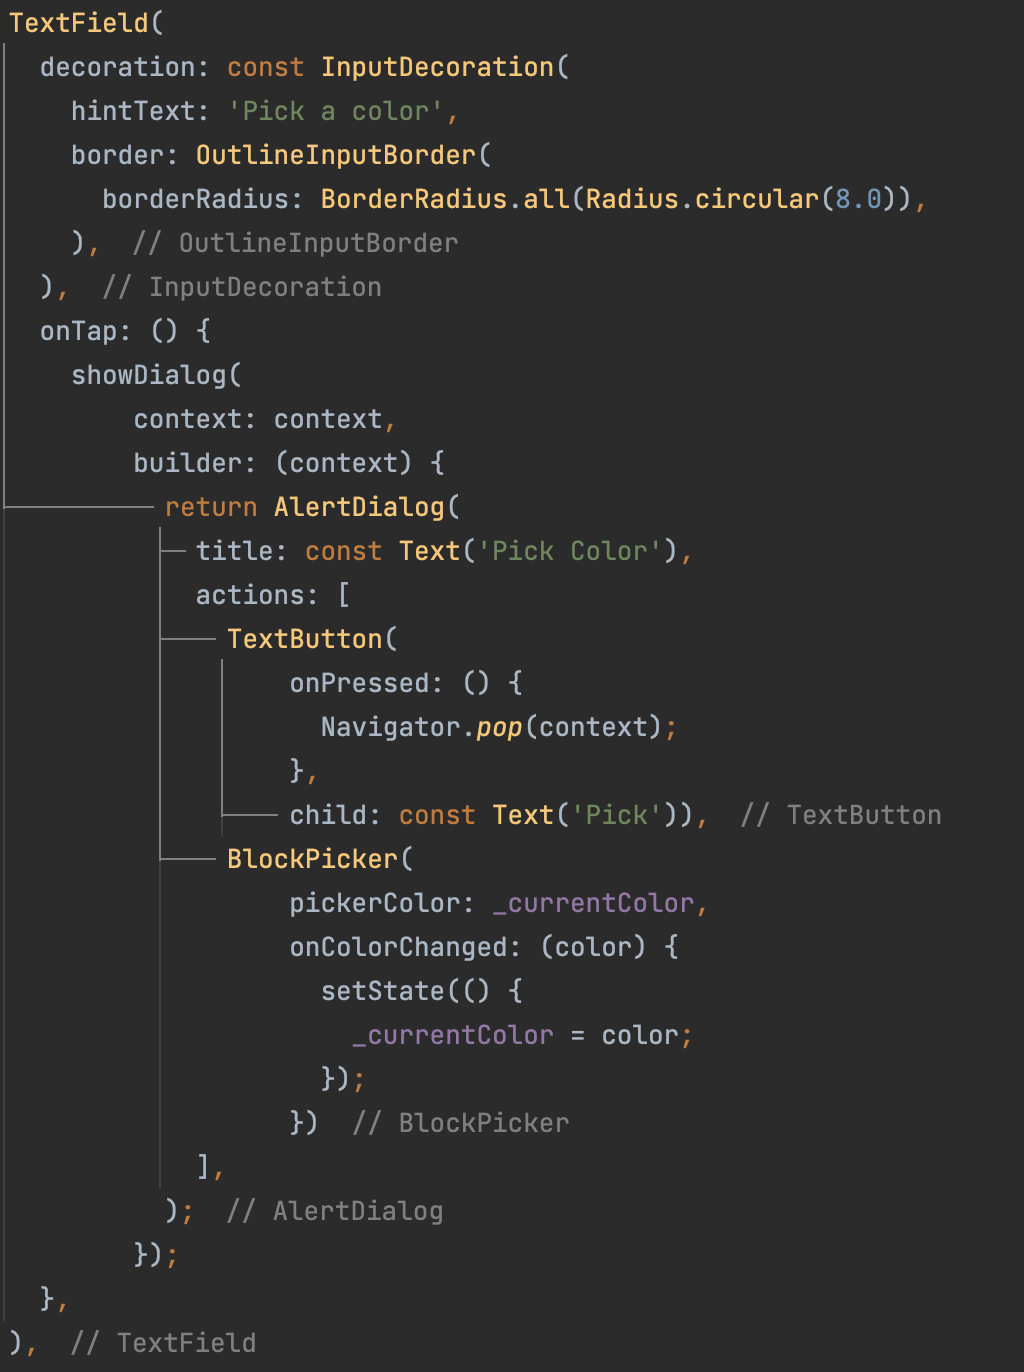 TextField(
  decoration: const InputDecoration(
    hintText: 'Pick a color',
    border: OutlineInputBorder(
      borderRadius: BorderRadius.all(Radius.circular(8.0)),
    ), // OutlineInputBorder
  ), // InputDecoration
  onTap: () {
    showDialog(
        context: context,
        builder: (context) {
          return AlertDialog(
            title: const Text('Pick Color'),
            actions: [
              TextButton(
                  onPressed: () {
                    Navigator.pop(context);
                  },
                  child: const Text('Pick')), // TextButton
              BlockPicker(
                  pickerColor: _currentColor,
                  onColorChanged: (color) {
                    setState(() {
                      _currentColor = color;
                    });
                  }) // BlockPicker
            ],
          ); // AlertDialog
        });
  },
), // TextField